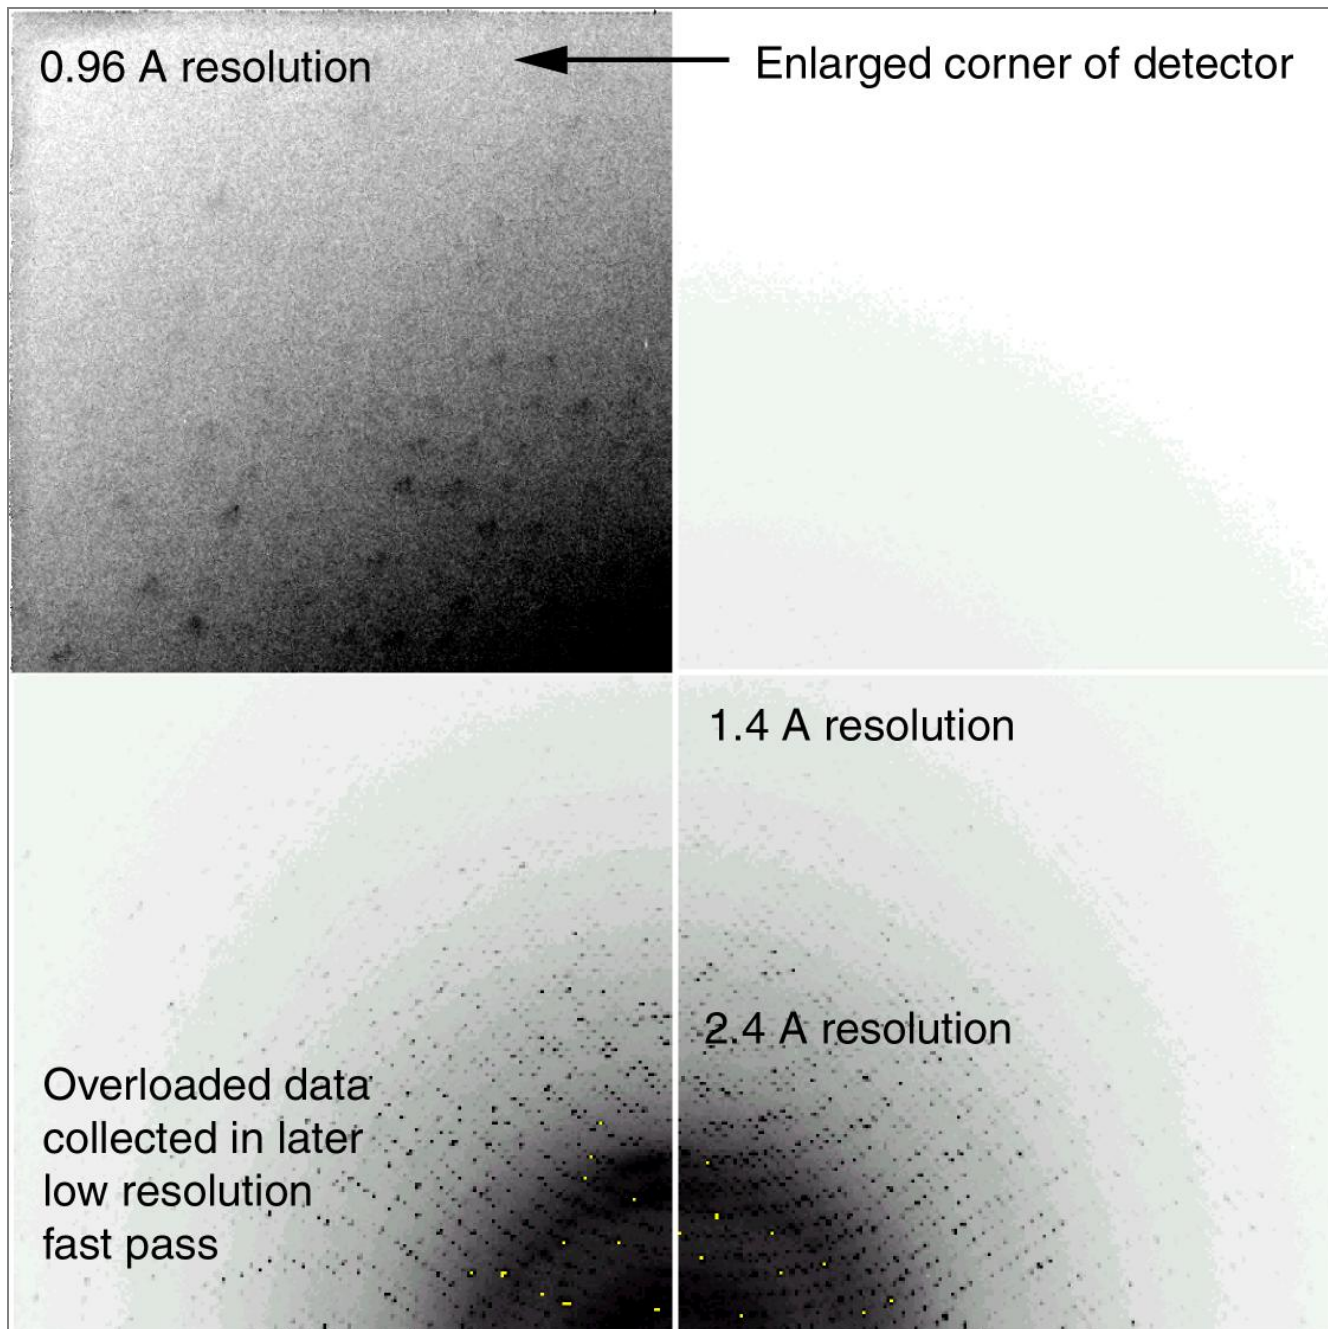 0.96 A resolution
Enlarged corner of detector
1.4 A resolution
2.4 A resolution
Overloaded data
collected in later
low resolution
fast pass